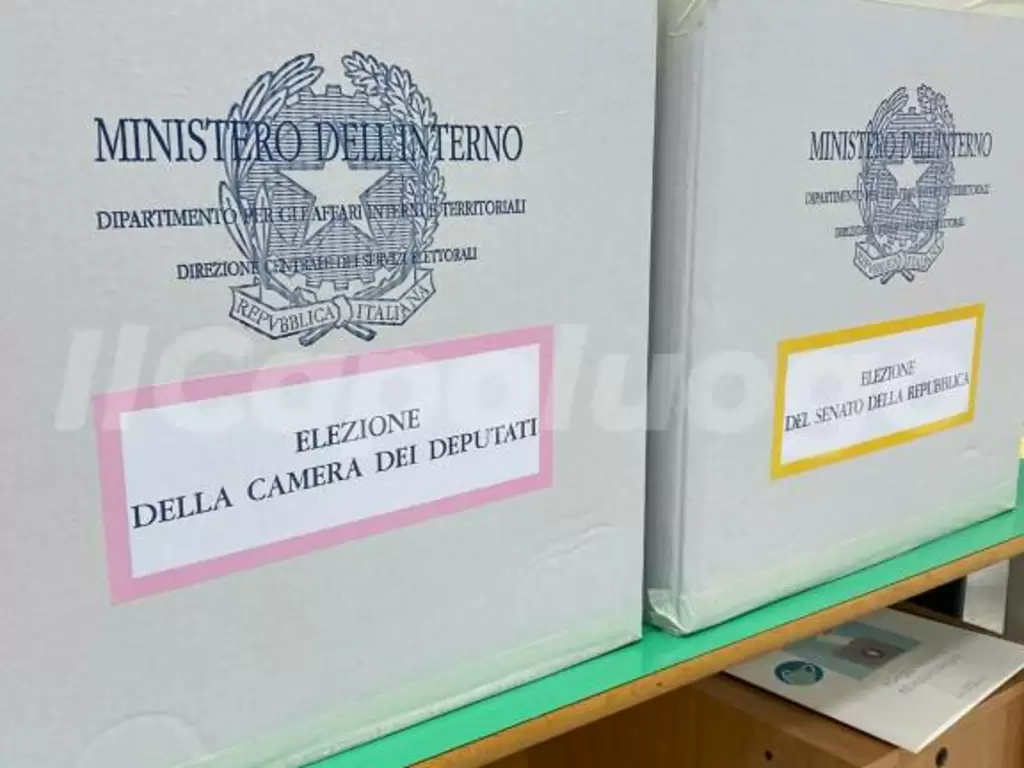 MINISTERO DELL'INTERNO
DIPARTIMENTO PER GLI AFFARI INTERNI E TERRITORIALI
DIREZIONE CENTRALE DEI SERVIZI ELETTORALI
REPVBBLICA ITALIANA
ELEZIONE
DELLA CAMERA DEI DEPUTATI
MINISTERO DELL'INTERNO
ELEZIONE
DEL SENATO DELLA REPUBBLICA
IlCapoluogo